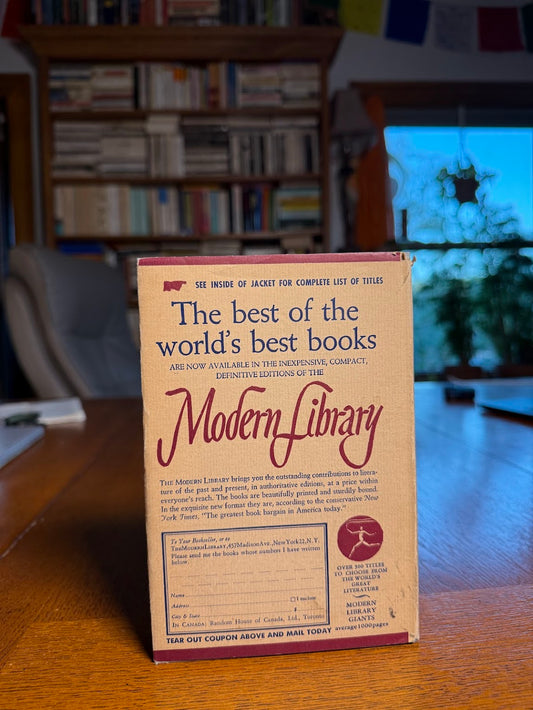 SEE INSIDE OF JACKET FOR COMPLETE LIST OF TITLES
The best of the
world's best books
ARE NOW AVAILABLE IN THE INEXPENSIVE, COMPACT,
DEFINITIVE EDITIONS OF THE
Modern Library
THE MODERN LIBRARY brings you the outstanding contributions to litera-
ture of the past and present, in authoritative editions, at a price within
everyone's reach. The books are beautifully printed and sturdily bound.
In the exquisite new format they are, according to the conservative New
York Times, "The greatest book bargain in America today."
To Your Bookseller, or to
THE MODERN LIBRARY, 457 Madison Ave., New York 22, N. Y.
Please send me the books whose numbers I have written
below.
Name
I enclose
Address
$
City & State
IN CANADA: Random House of Canada, Ltd., Toronto
TEAR OUT COUPON ABOVE AND MAIL TODAY
OVER 300 TITLES
TO CHOOSE FROM
THE WORLD'S
GREAT
LITERATURE
MODERN
LIBRARY
GIANTS
average 1000 pages